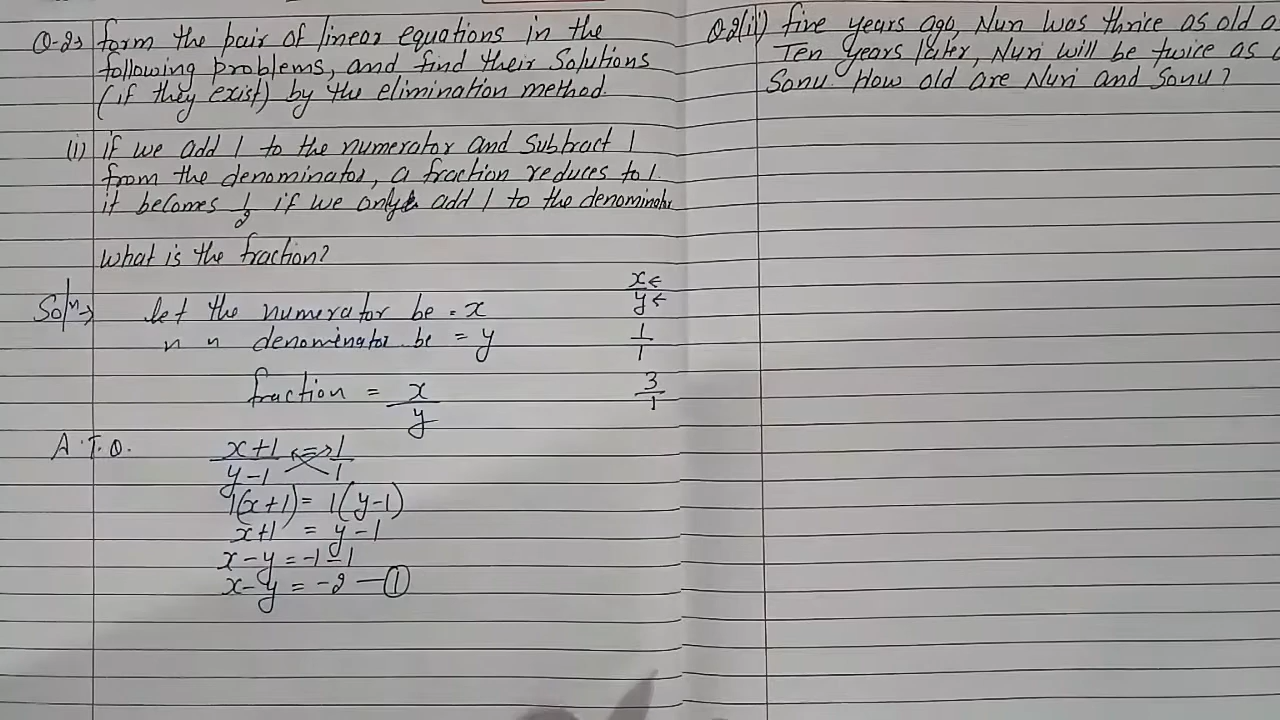 Q-2→ form the pair of linear equations in the
following problems, and find their Solutions
(if they exist) by the elimination method.
(i) if we add 1 to the numerator and subtract 1
from the denominator, a fraction reduces to 1.
it becomes 1/2 if we only add 1 to the denominator
what is the fraction?
Solⁿ→ let the numerator be = x
n n denominator be = y
fraction = x/y
A.T.Q. x+1/y-1 = 1/1
1(x+1) = 1(y-1)
x+1 = y-1
x-y = -1-1
x-y = -2 —①
x←
y←
1/1
3/1
Q2(ii) five years ago, Nuri was thrice as old
Ten years later, Nuri will be twice as
Sonu. How old are Nuri and Sonu?